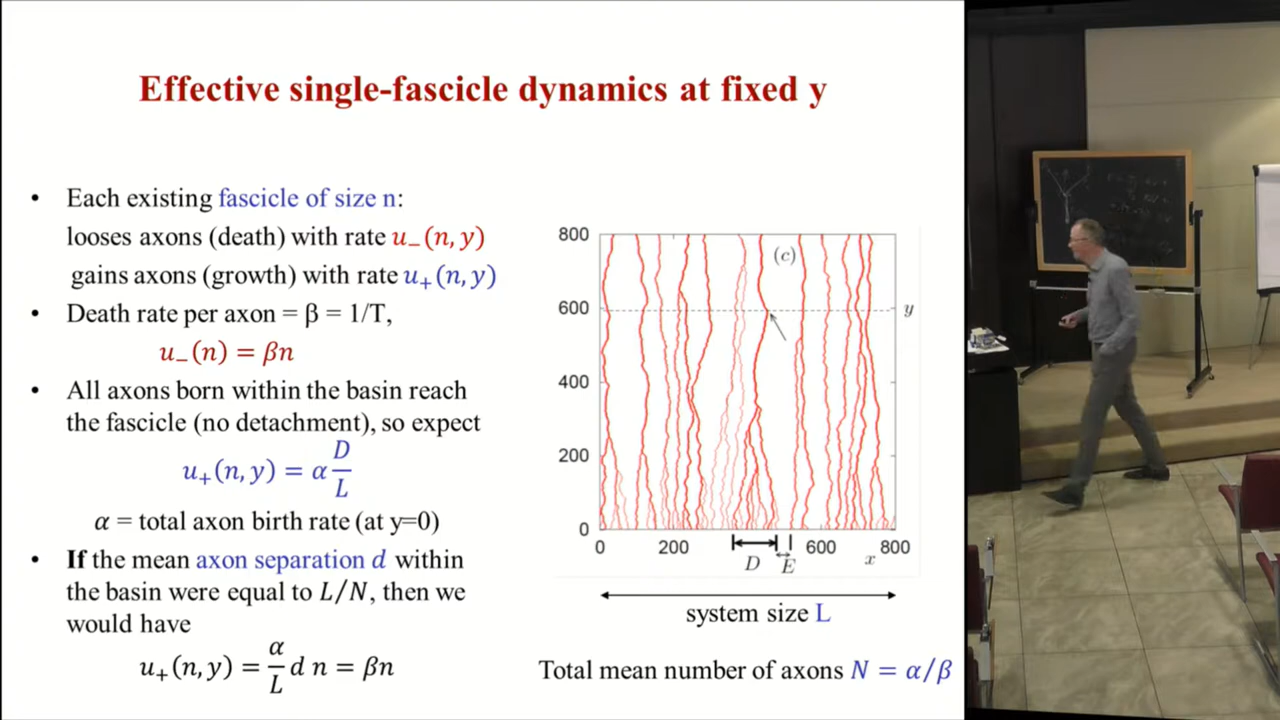 Effective single-fascicle dynamics at fixed y
• Each existing fascicle of size n:
looses axons (death) with rate u₋(n, y)
gains axons (growth) with rate u₊(n, y)
• Death rate per axon = β = 1/T,
u₋(n) = βn
• All axons born within the basin reach
the fascicle (no detachment), so expect
u₊(n, y) = α D/L
α = total axon birth rate (at y=0)
• If the mean axon separation d within
the basin were equal to L/N, then we
would have
u₊(n, y) = α/L d n = βn
800
(c)
600
y
400
200
0
0 200 600 800
D E x
system size L
Total mean number of axons N = α/β